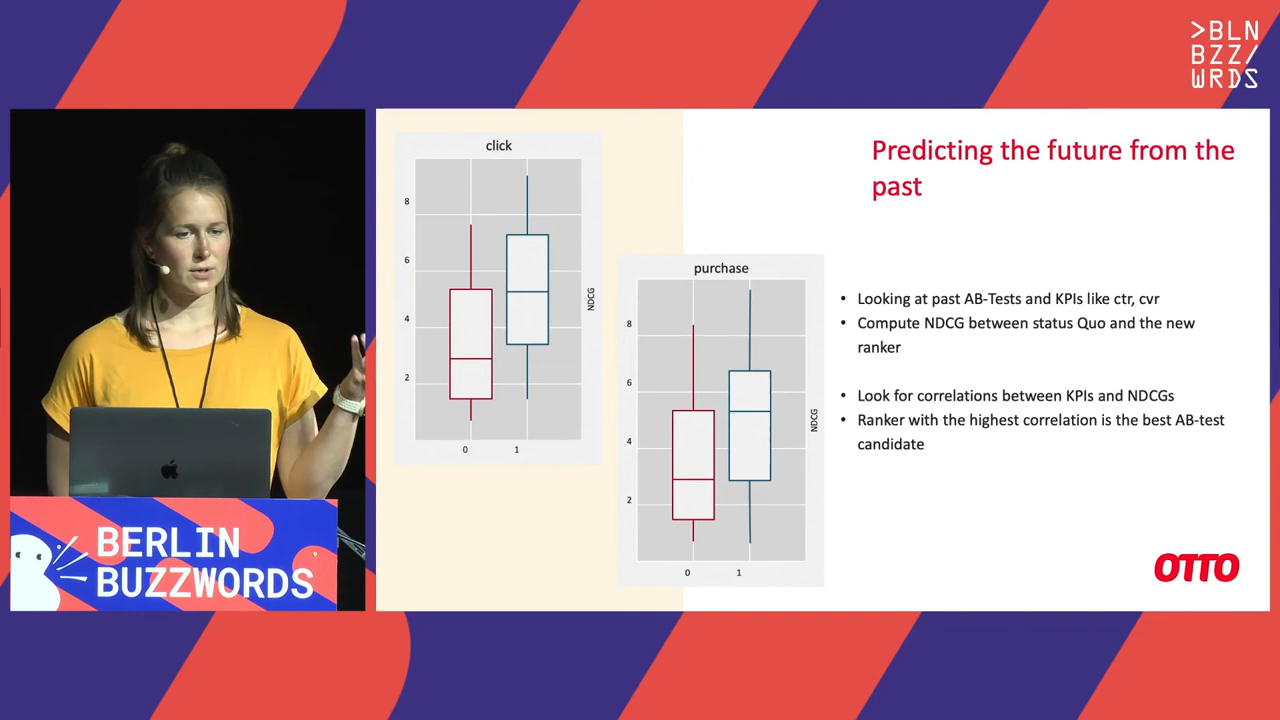 >BLN
BZZ/
WRDS
click
8
6
4
2
0 1
NDCG
purchase
8
6
4
2
0 1
NDCG
Predicting the future from the
past
• Looking at past AB-Tests and KPIs like ctr, cvr
• Compute NDCG between status Quo and the new
ranker
• Look for correlations between KPIs and NDCGs
• Ranker with the highest correlation is the best AB-test
candidate
OTTO
BERLIN
BUZZWORDS